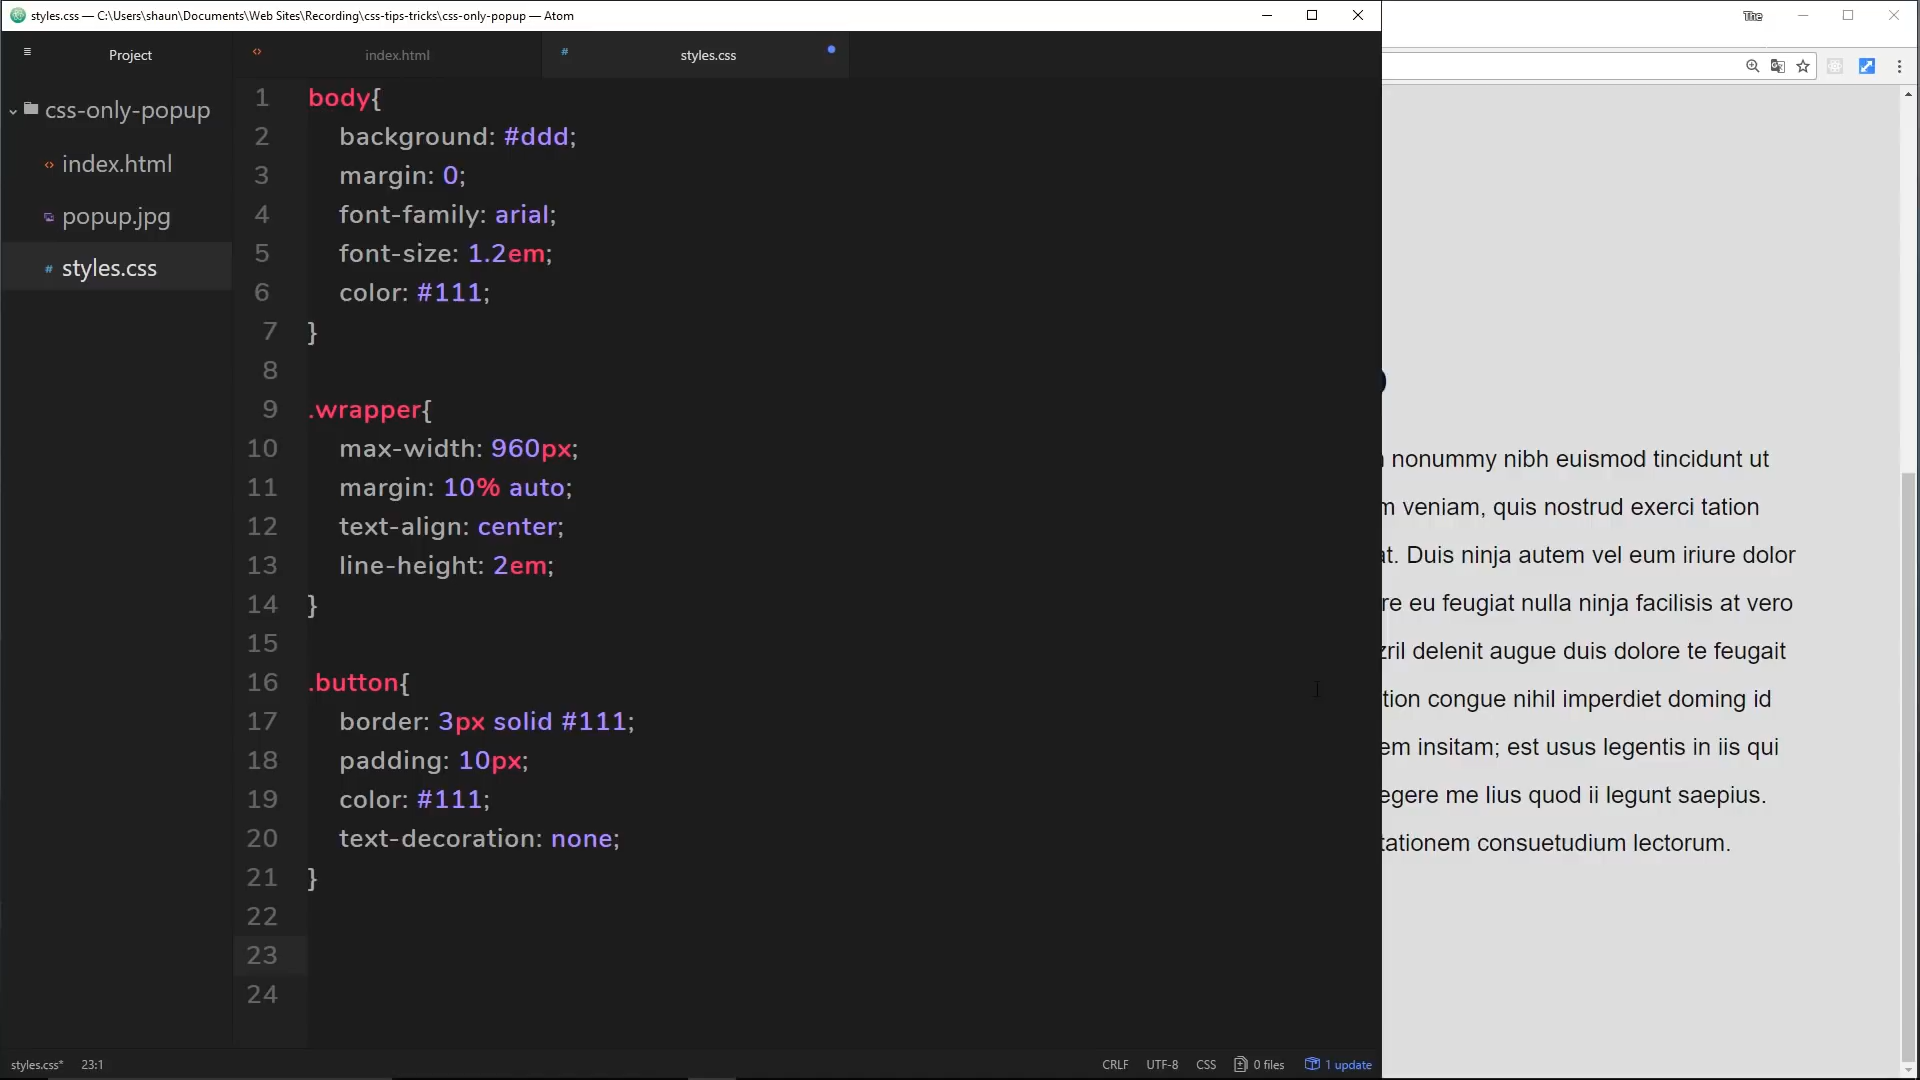 styles.css — C:\Users\shaun\Documents\Web Sites\Recording\css-tips-tricks\css-only-popup — Atom
The
Project
index.html
styles.css
css-only-popup
index.html
popup.jpg
styles.css
1 body{
2 background: #ddd;
3 margin: 0;
4 font-family: arial;
5 font-size: 1.2em;
6 color: #111;
7 }
8
9 .wrapper{
10 max-width: 960px;
11 margin: 10% auto;
12 text-align: center;
13 line-height: 2em;
14 }
15
16 .button{
17 border: 3px solid #111;
18 padding: 10px;
19 color: #111;
20 text-decoration: none;
21 }
22
23
24
nonummy nibh euismod tincidunt ut
m veniam, quis nostrud exerci tation
at. Duis ninja autem vel eum iriure dolor
re eu feugiat nulla ninja facilisis at vero
zril delenit augue duis dolore te feugait
tion congue nihil imperdiet doming id
em insitam; est usus legentis in iis qui
egere me lius quod ii legunt saepius.
tationem consuetudium lectorum.
styles.css* 23:1
CRLF UTF-8 CSS 0 files 1 update